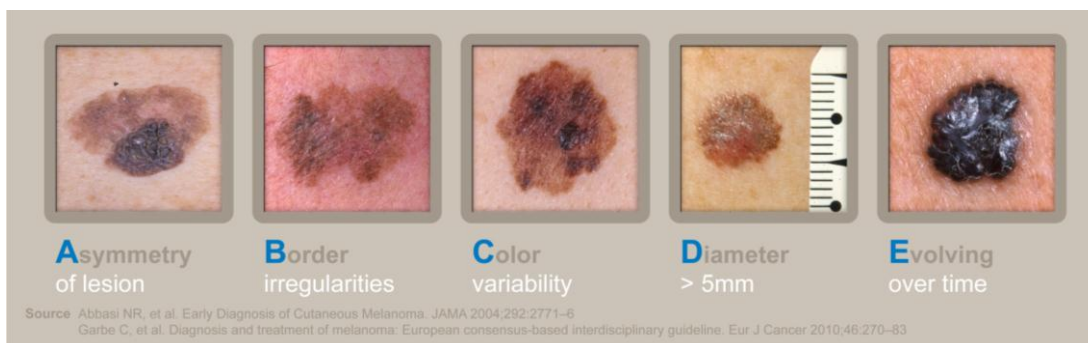 Asymmetry
of lesion
Border
irregularities
Color
variability
Diameter
> 5mm
Evolving
over time
Source Abbasi NR, et al. Early Diagnosis of Cutaneous Melanoma. JAMA 2004;292:2771–6
Garbe C. et al. Diagnosis and treatment of melanoma: European consensus-based interdisciplinary guideline. Eur J Cancer 2010;46:270–83